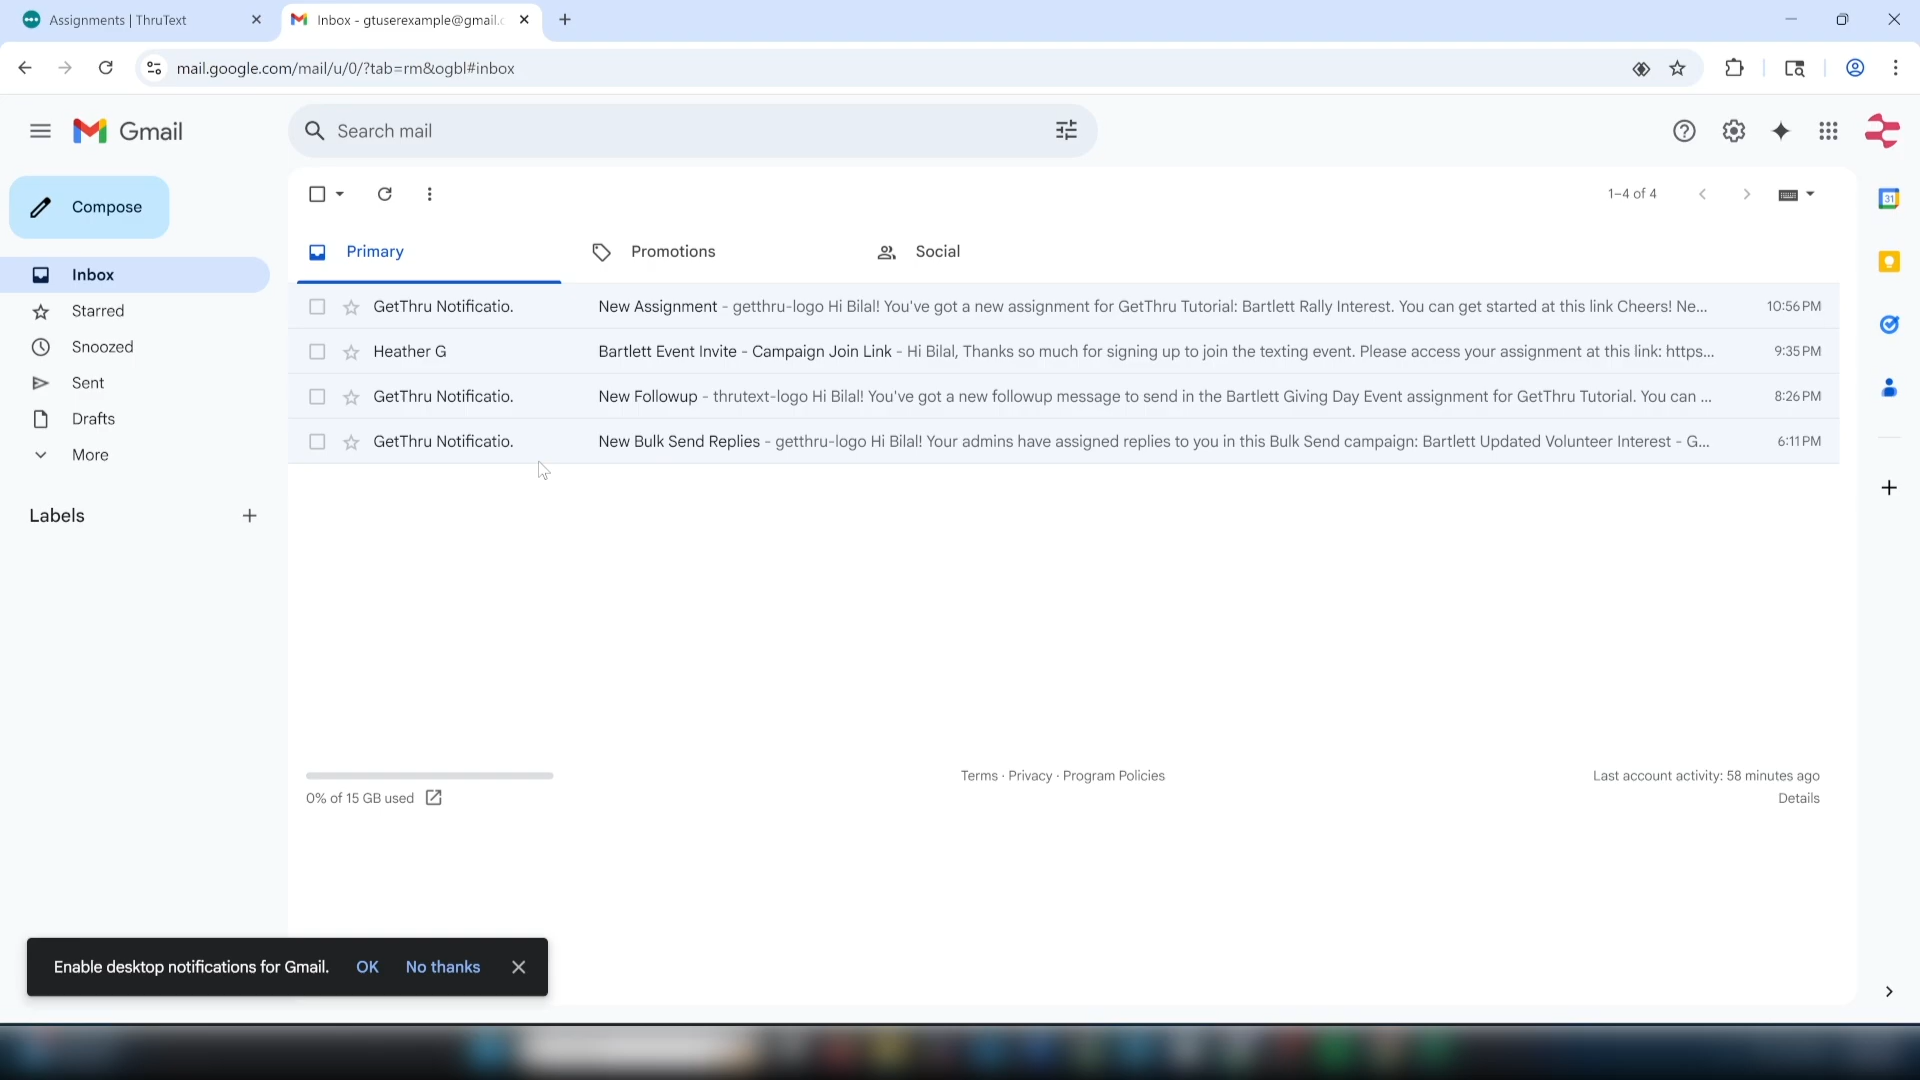 Assignments | ThruText
Inbox - gtuserexample@gmail.c
mail.google.com/mail/u/0/?tab=rm&ogbl#inbox
Gmail
Search mail
Compose
1–4 of 4
Primary
Promotions
Social
31
Inbox
Starred
Snoozed
Sent
Drafts
More
Labels
GetThru Notificatio. New Assignment - getthru-logo Hi Bilal! You've got a new assignment for GetThru Tutorial: Bartlett Rally Interest. You can get started at this link Cheers! Ne... 10:56 PM
Heather G Bartlett Event Invite - Campaign Join Link - Hi Bilal, Thanks so much for signing up to join the texting event. Please access your assignment at this link: https... 9:35 PM
GetThru Notificatio. New Followup - thrutext-logo Hi Bilal! You've got a new followup message to send in the Bartlett Giving Day Event assignment for GetThru Tutorial. You can ... 8:26 PM
GetThru Notificatio. New Bulk Send Replies - getthru-logo Hi Bilal! Your admins have assigned replies to you in this Bulk Send campaign: Bartlett Updated Volunteer Interest - G... 6:11 PM
0% of 15 GB used
Terms · Privacy · Program Policies
Last account activity: 58 minutes ago
Details
Enable desktop notifications for Gmail. OK No thanks